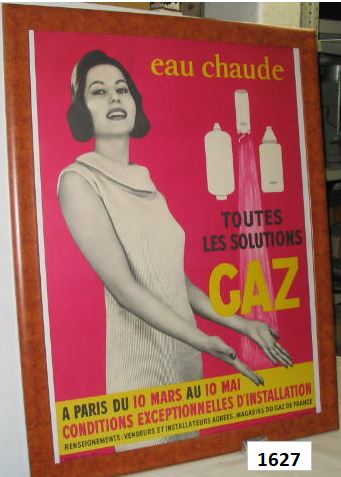 eau chaude
TOUTES
LES SOLUTIONS
GAZ
A PARIS DU 10 MARS AU 10 MAI
CONDITIONS EXCEPTIONNELLES D'INSTALLATION
RENSEIGNEMENTS : VENDEURS ET INSTALLATEURS AGRÉÉS, MAGASINS DU GAZ DE FRANCE
1627